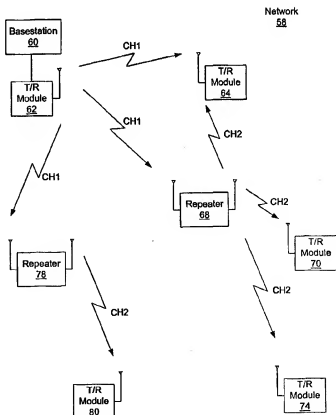 Network
58
Basestation
60
T/R
Module
62
CH1
T/R
Module
64
CH1
CH2
CH1
Repeater
68
CH2
T/R
Module
70
Repeater
78
CH2
CH2
T/R
Module
80
T/R
Module
74